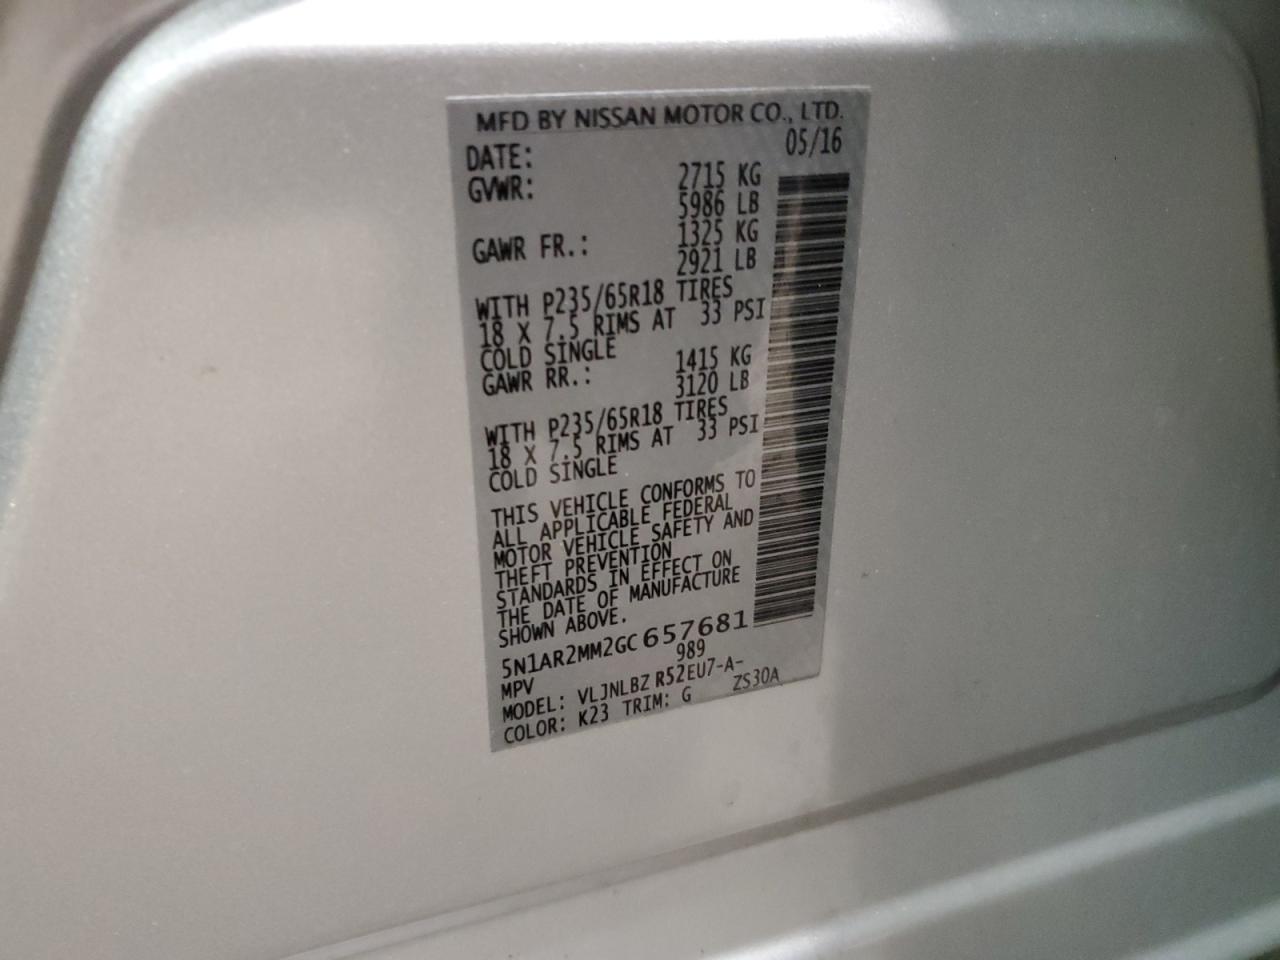 MFD BY NISSAN MOTOR CO., LTD.
DATE: 05/16
GVWR: 2715 KG
5986 LB
GAWR FR.: 1325 KG
2921 LB
WITH P235/65R18 TIRES
18 X 7.5 RIMS AT 33 PSI
COLD SINGLE
GAWR RR.: 1415 KG
3120 LB
WITH P235/65R18 TIRES
18 X 7.5 RIMS AT 33 PSI
COLD SINGLE
THIS VEHICLE CONFORMS TO
ALL APPLICABLE FEDERAL
MOTOR VEHICLE SAFETY AND
THEFT PREVENTION
STANDARDS IN EFFECT ON
THE DATE OF MANUFACTURE
SHOWN ABOVE.
5N1AR2MM2GC657681
MPV 989
MODEL: VLJNLBZ R52EU7-A-
COLOR: K23 TRIM: G ZS30A